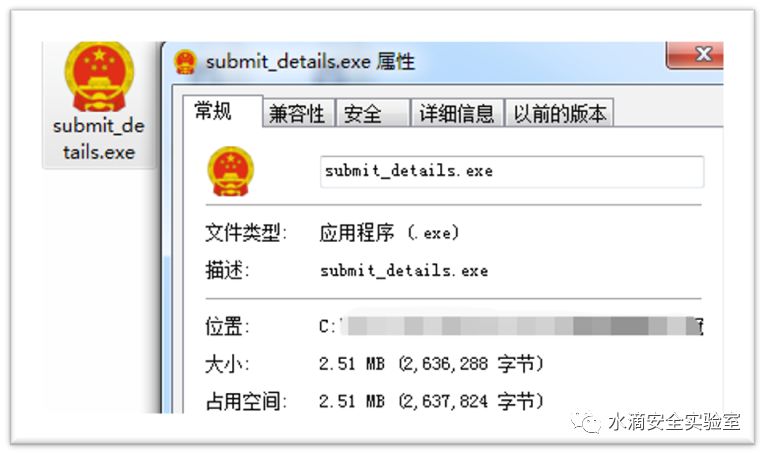 submit_de
tails.exe
submit_details.exe 属性
常规 兼容性 安全 详细信息 以前的版本
submit_details.exe
文件类型: 应用程序 (.exe)
描述: submit_details.exe
位置: C:\
大小: 2.51 MB (2,636,288 字节)
占用空间: 2.51 MB (2,637,824 字节)
水滴安全实验室